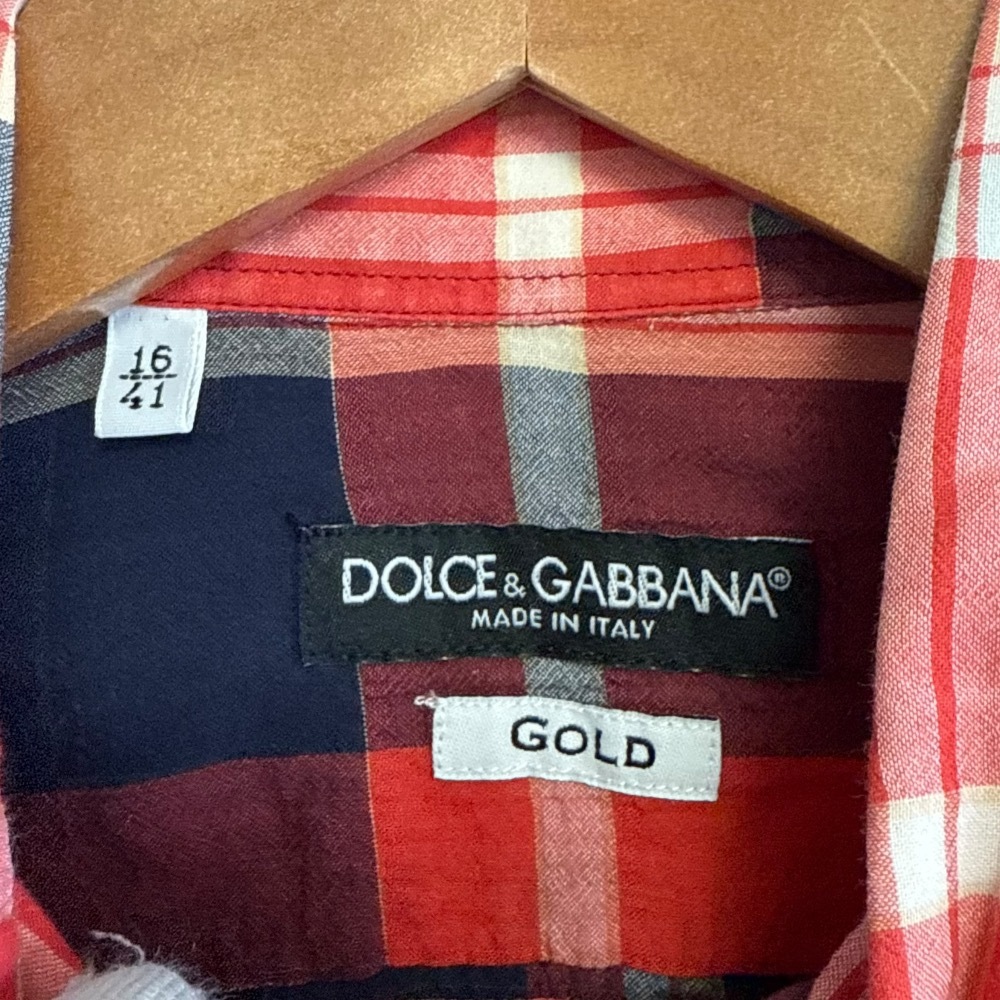 16
41
DOLCE & GABBANA®
MADE IN ITALY
GOLD